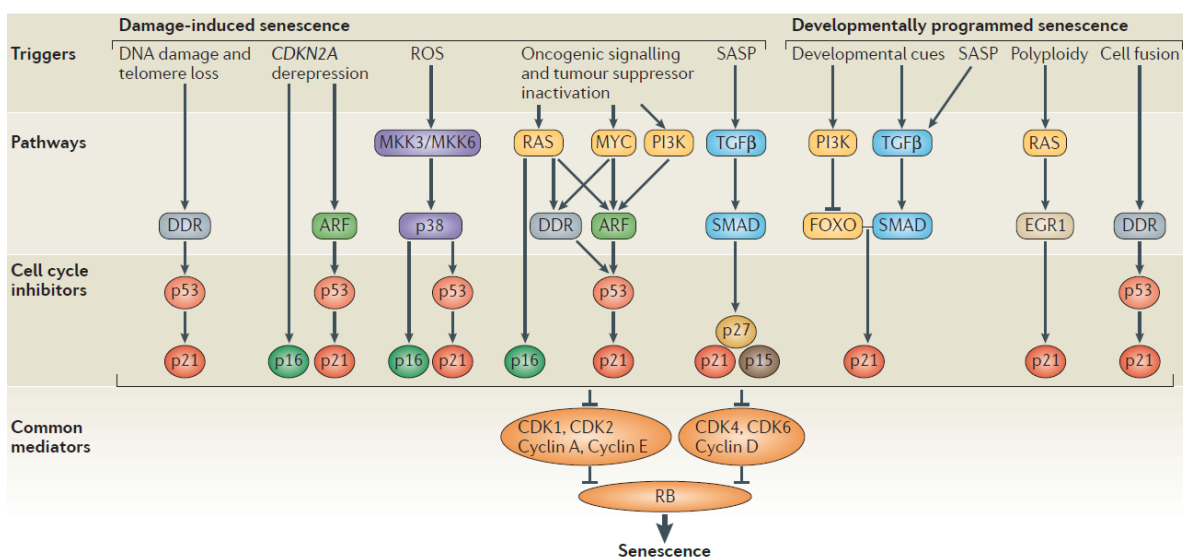 Damage-induced senescence
Developmentally programmed senescence
Triggers
DNA damage and
telomere loss
CDKN2A
derepression
ROS
Oncogenic signalling
and tumour suppressor
inactivation
SASP
Developmental cues
SASP
Polyploidy
Cell fusion
Pathways
MKK3/MKK6
RAS
MYC
PI3K
TGFβ
PI3K
TGFβ
RAS
DDR
ARF
p38
DDR
ARF
SMAD
FOXO
SMAD
EGR1
DDR
Cell cycle
inhibitors
p53
p53
p53
p53
p53
p27
p21
p16
p21
p16
p21
p16
p21
p21
p15
p21
p21
p21
Common
mediators
CDK1, CDK2
Cyclin A, Cyclin E
CDK4, CDK6
Cyclin D
RB
Senescence